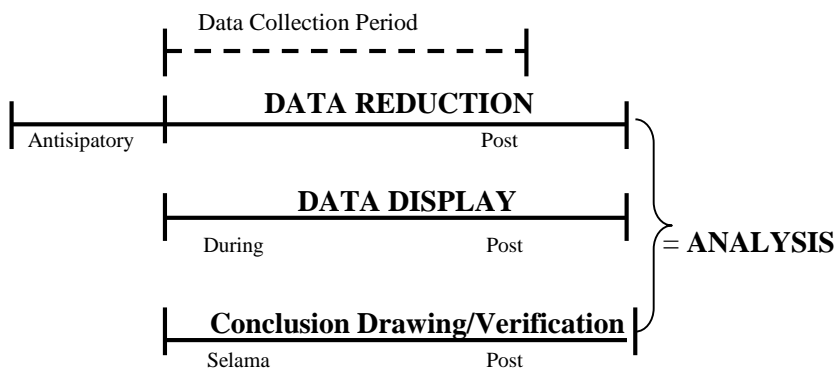 Data Collection Period
DATA REDUCTION
Antisipatory Post
DATA DISPLAY
During Post
= ANALYSIS
Conclusion Drawing/Verification
Selama Post